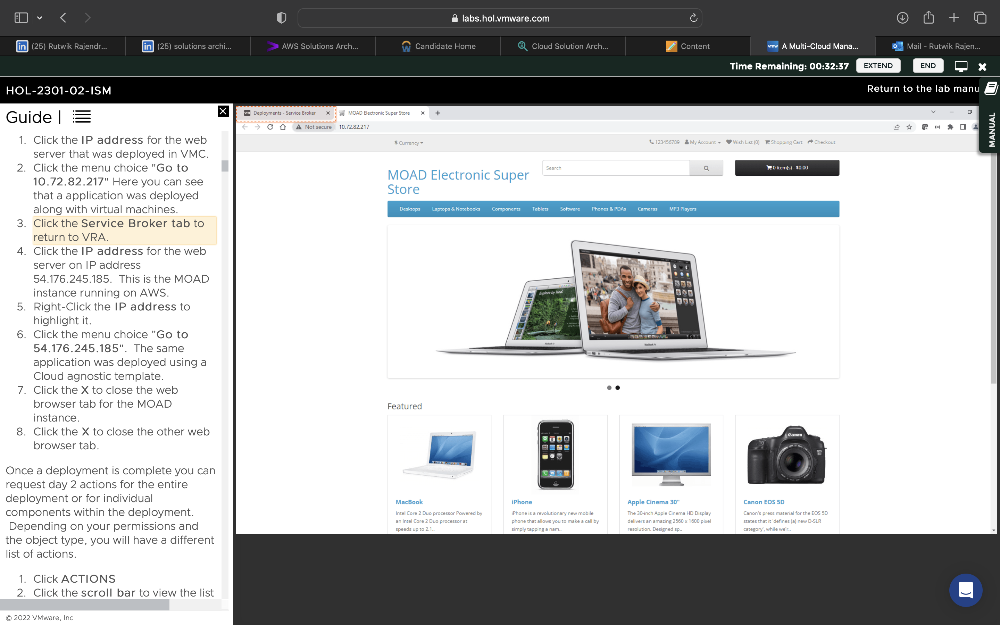 labs.hol.vmware.com
(25) Rutwik Rajendr...
(25) solutions archi...
AWS Solutions Arch...
Candidate Home
Cloud Solution Arch...
Content
vmw A Multi-Cloud Mana...
Mail - Rutwik Rajen...
Time Remaining: 00:32:37
EXTEND
END
HOL-2301-02-ISM
Return to the lab manu
MANUAL
Guide |
1. Click the IP address for the web
server that was deployed in VMC.
2. Click the menu choice "Go to
10.72.82.217" Here you can see
that a application was deployed
along with virtual machines.
3. Click the Service Broker tab to
return to VRA.
4. Click the IP address for the web
server on IP address
54.176.245.185. This is the MOAD
instance running on AWS.
5. Right-Click the IP address to
highlight it.
6. Click the menu choice "Go to
54.176.245.185". The same
application was deployed using a
Cloud agnostic template.
7. Click the X to close the web
browser tab for the MOAD
instance.
8. Click the X to close the other web
browser tab.
Once a deployment is complete you can
request day 2 actions for the entire
deployment or for individual
components within the deployment.
Depending on your permissions and
the object type, you will have a different
list of actions.
1. Click ACTIONS
2. Click the scroll bar to view the list
© 2022 VMware, Inc
vm Deployments - Service Broker
MOAD Electronic Super Store
Not secure | 10.72.82.217
$ Currency
123456789
My Account
Wish List (0)
Shopping Cart
Checkout
MOAD Electronic Super
Store
Search
0 item(s) - $0.00
Desktops
Laptops & Notebooks
Components
Tablets
Software
Phones & PDAs
Cameras
MP3 Players
Explore by land.
MacBook Air
MacBook Air
Featured
Canon
EOS
5D
MacBook
Intel Core 2 Duo processor Powered by
an Intel Core 2 Duo processor at
speeds up to 2.1..
iPhone
iPhone is a revolutionary new mobile
phone that allows you to make a call by
simply tapping a nam..
Apple Cinema 30"
The 30-inch Apple Cinema HD Display
delivers an amazing 2560 x 1600 pixel
resolution. Designed sp..
Canon EOS 5D
Canon's press material for the EOS 5D
states that it 'defines (a) new D-SLR
category', while we'r..